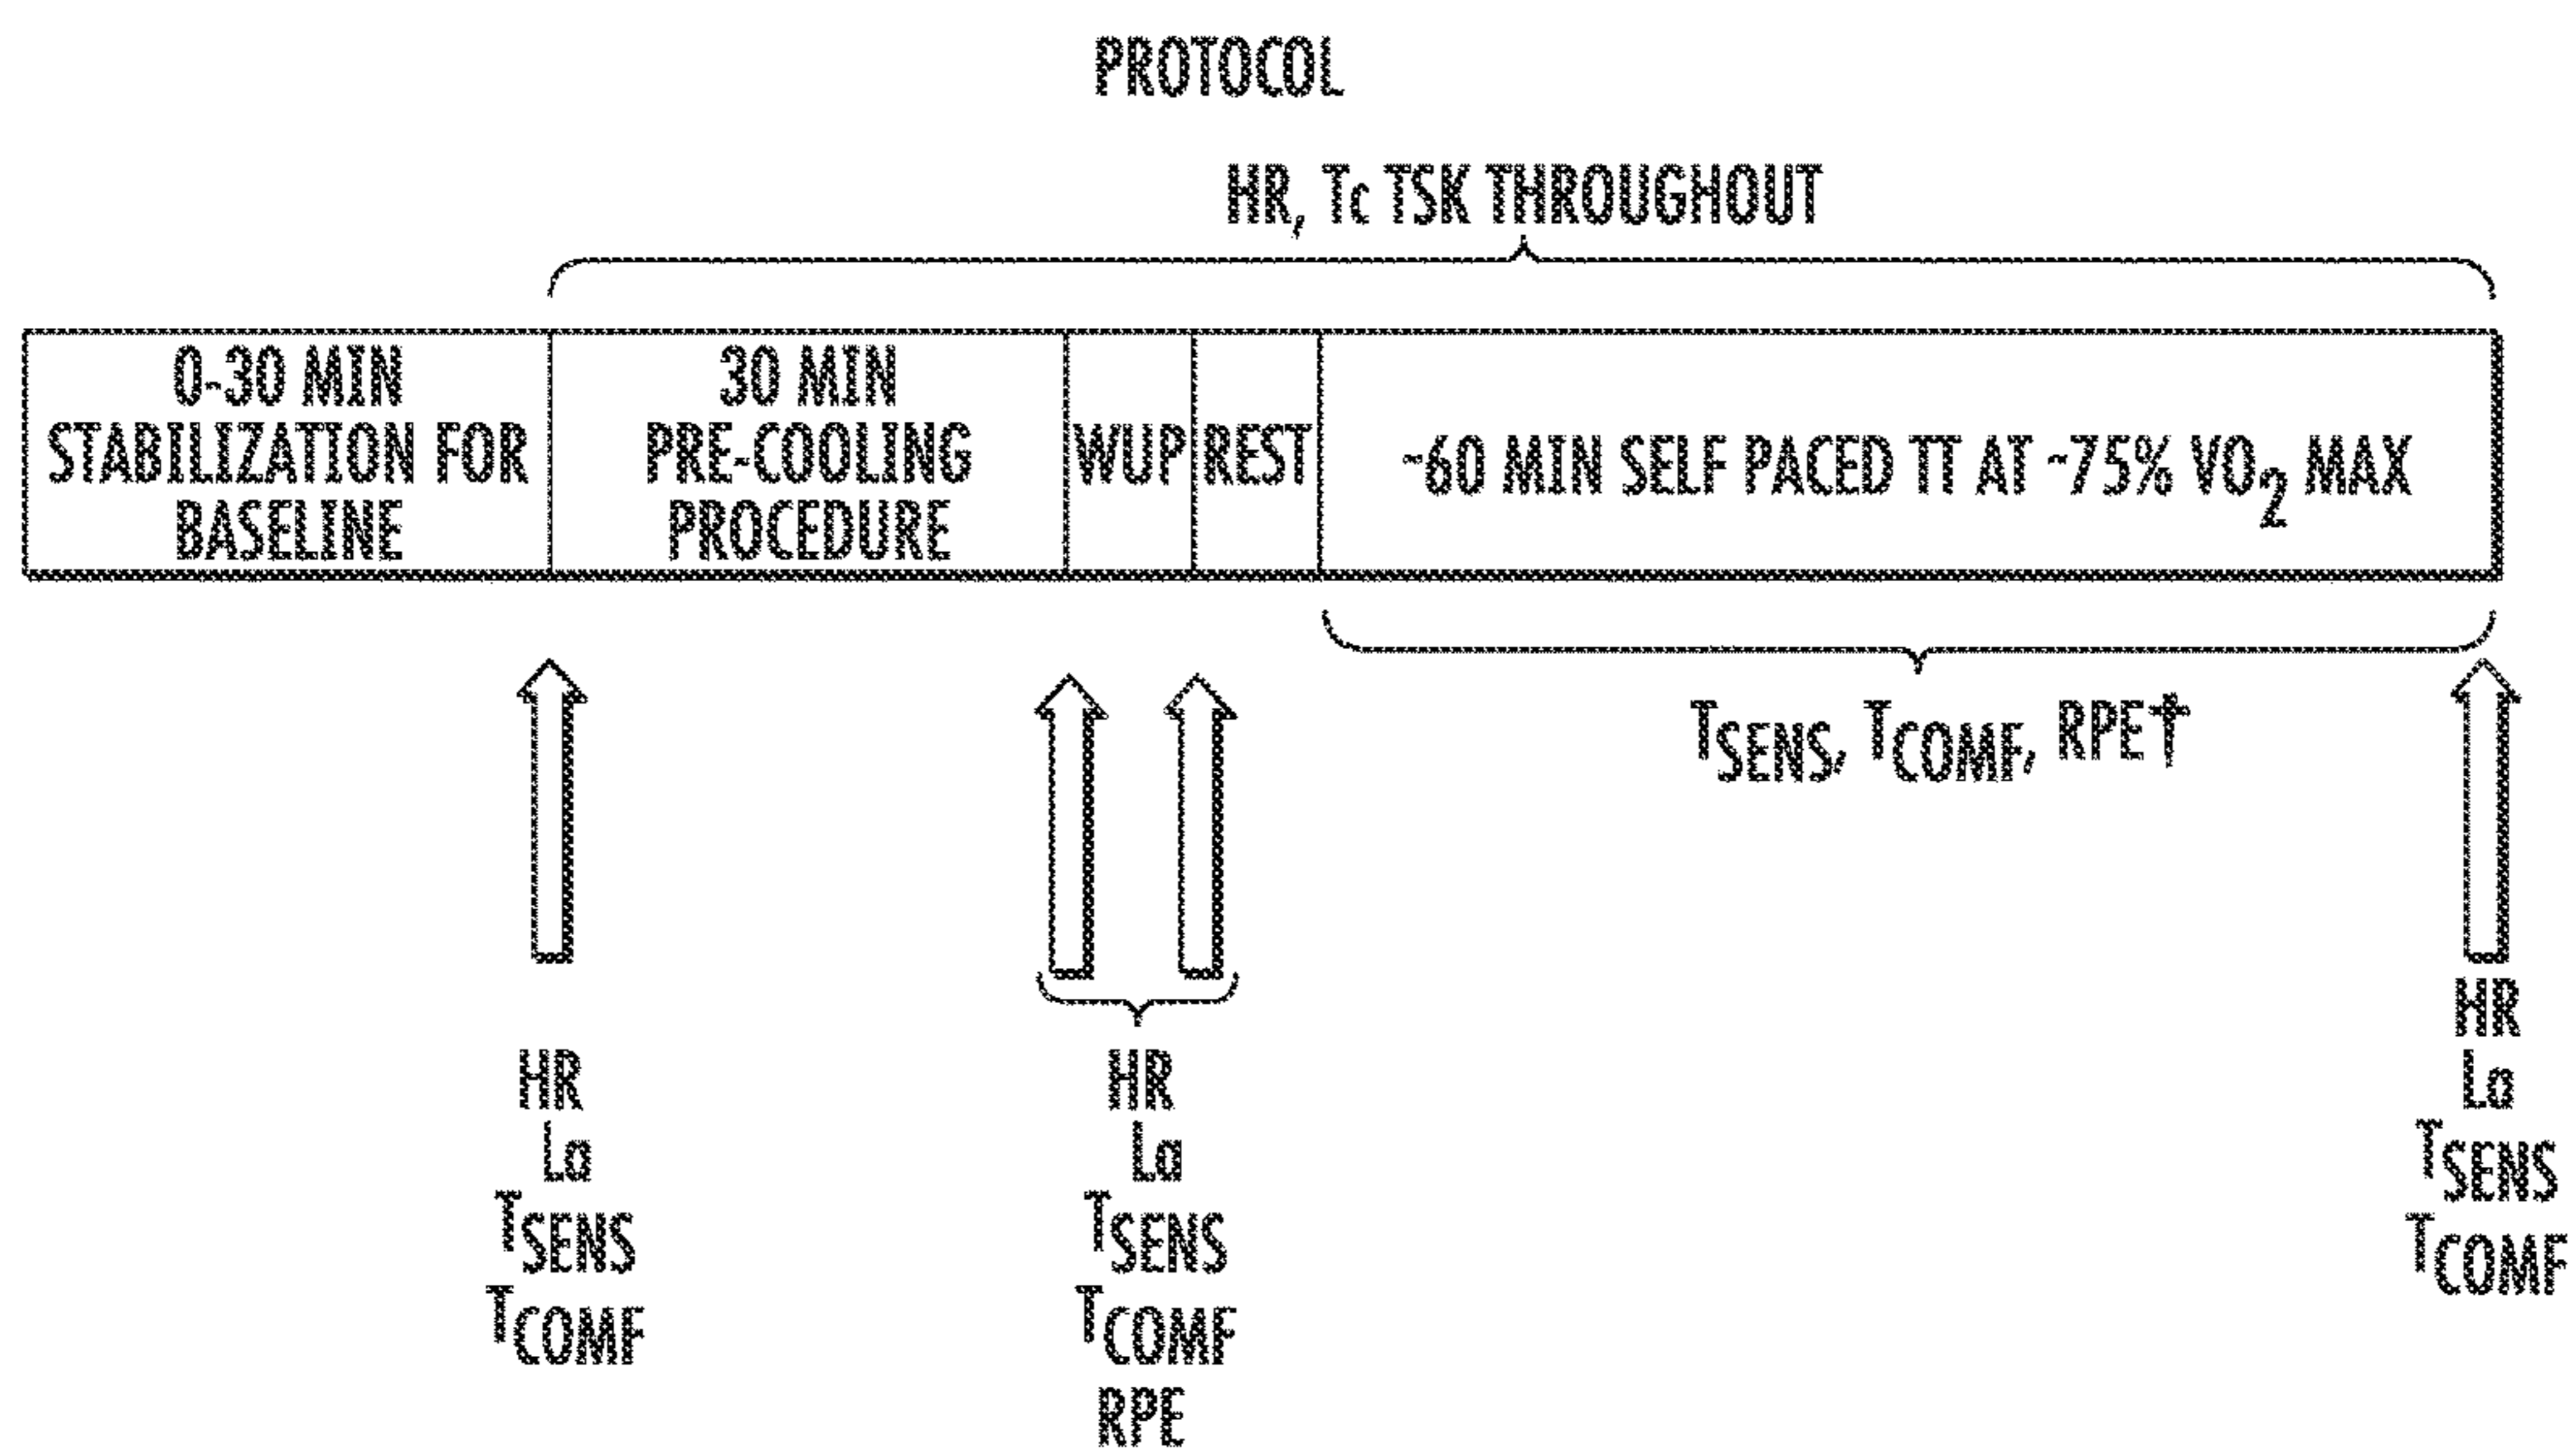 PROTOCOL
HR, Tc TSK THROUGHOUT
0-30 MIN
STABILIZATION FOR
BASELINE
30 MIN
PRE-COOLING
PROCEDURE
WUP
REST
~60 MIN SELF PACED TT AT ~75% VO2 MAX
TSENS, TCOMF, RPE†
HR
La
TSENS
TCOMF
HR
La
TSENS
TCOMF
RPE
HR
La
TSENS
TCOMF